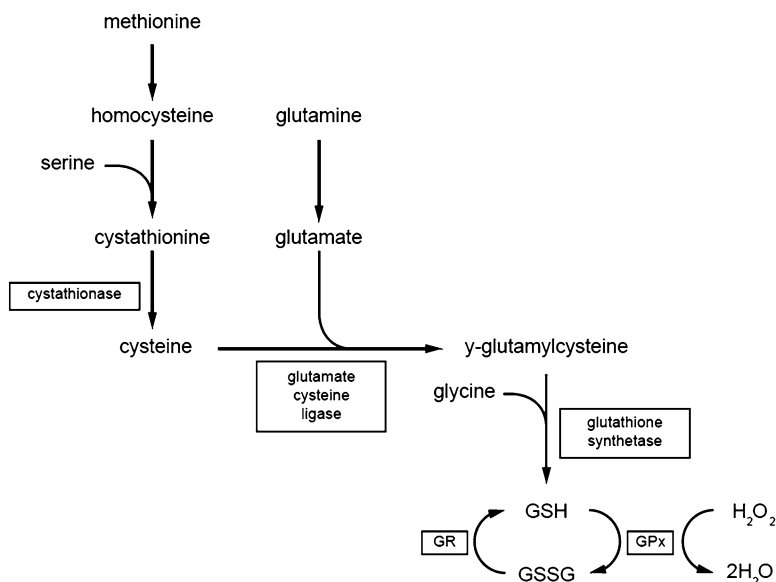 methionine
homocysteine glutamine
serine
cystathionine glutamate
cystathionase
cysteine y-glutamylcysteine
glutamate
cysteine
ligase
glycine
glutathione
synthetase
GSH H₂O₂
GR GPx
GSSG 2H₂O